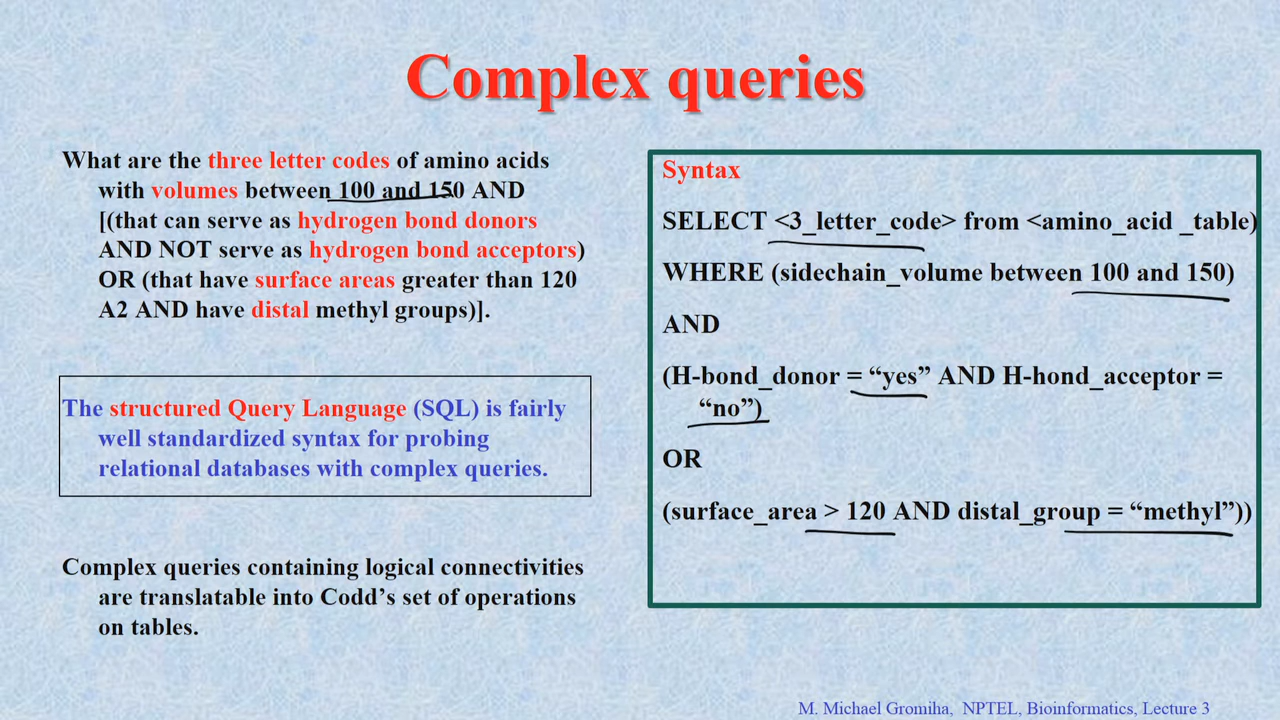 Complex queries
What are the three letter codes of amino acids
with volumes between 100 and 150 AND
[(that can serve as hydrogen bond donors
AND NOT serve as hydrogen bond acceptors)
OR (that have surface areas greater than 120
A2 AND have distal methyl groups)].
The structured Query Language (SQL) is fairly
well standardized syntax for probing
relational databases with complex queries.
Complex queries containing logical connectivities
are translatable into Codd's set of operations
on tables.
Syntax
SELECT <3_letter_code> from <amino_acid _table)
WHERE (sidechain_volume between 100 and 150)
AND
(H-bond_donor = “yes” AND H-hond_acceptor =
“no”)
OR
(surface_area > 120 AND distal_group = “methyl”))
M. Michael Gromiha, NPTEL, Bioinformatics, Lecture 3